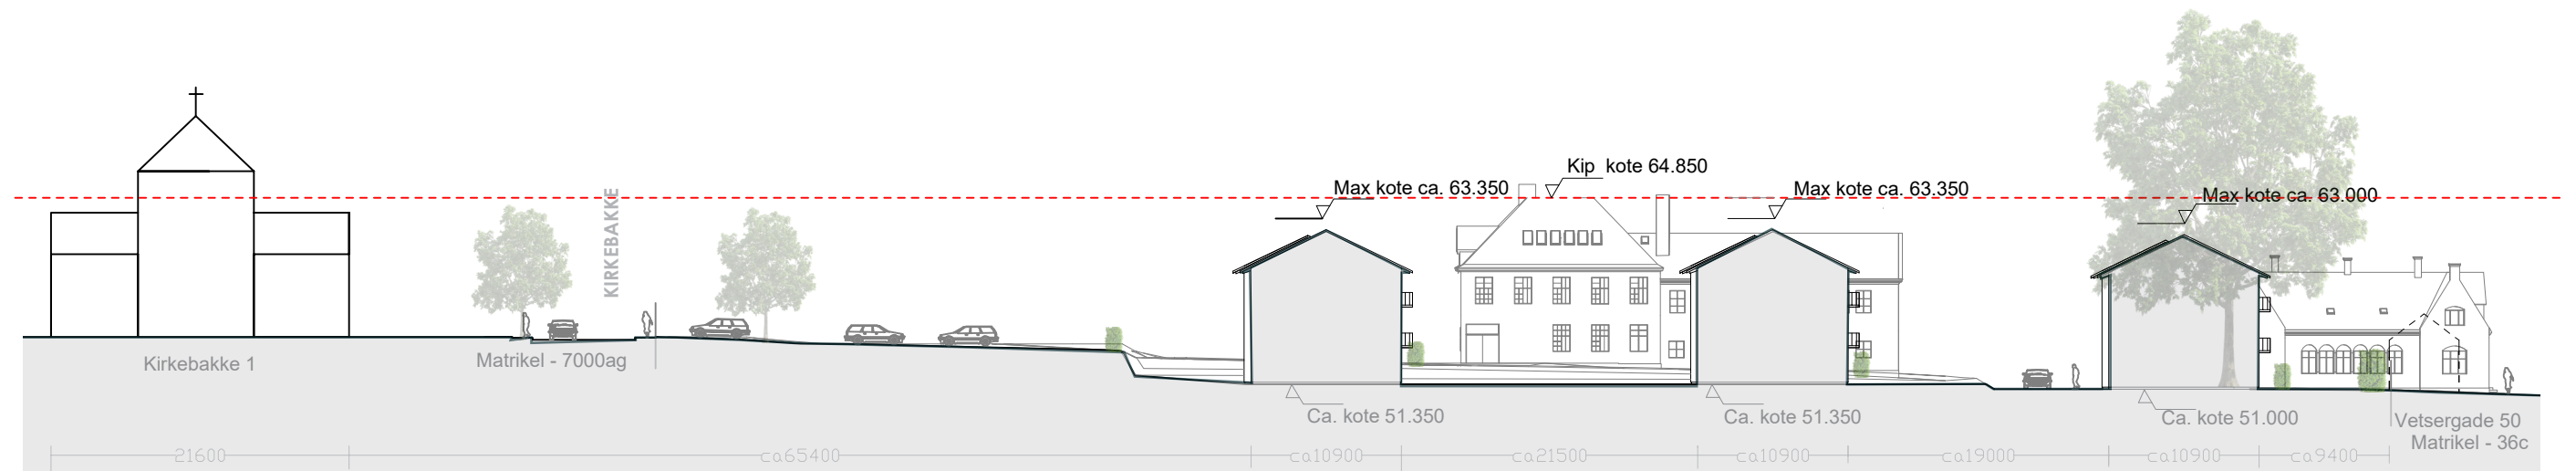 KIRKEBAKKE
Kip kote 64.850
Max kote ca. 63.350
Max kote ca. 63.350
Max kote ca. 63.000
Kirkebakke 1
Matrikel - 7000ag
Ca. kote 51.350
Ca. kote 51.350
Ca. kote 51.000
Vetsergade 50
Matrikel - 36c
21600
ca65400
ca10900
ca21500
ca10900
ca19000
ca10900
ca9400